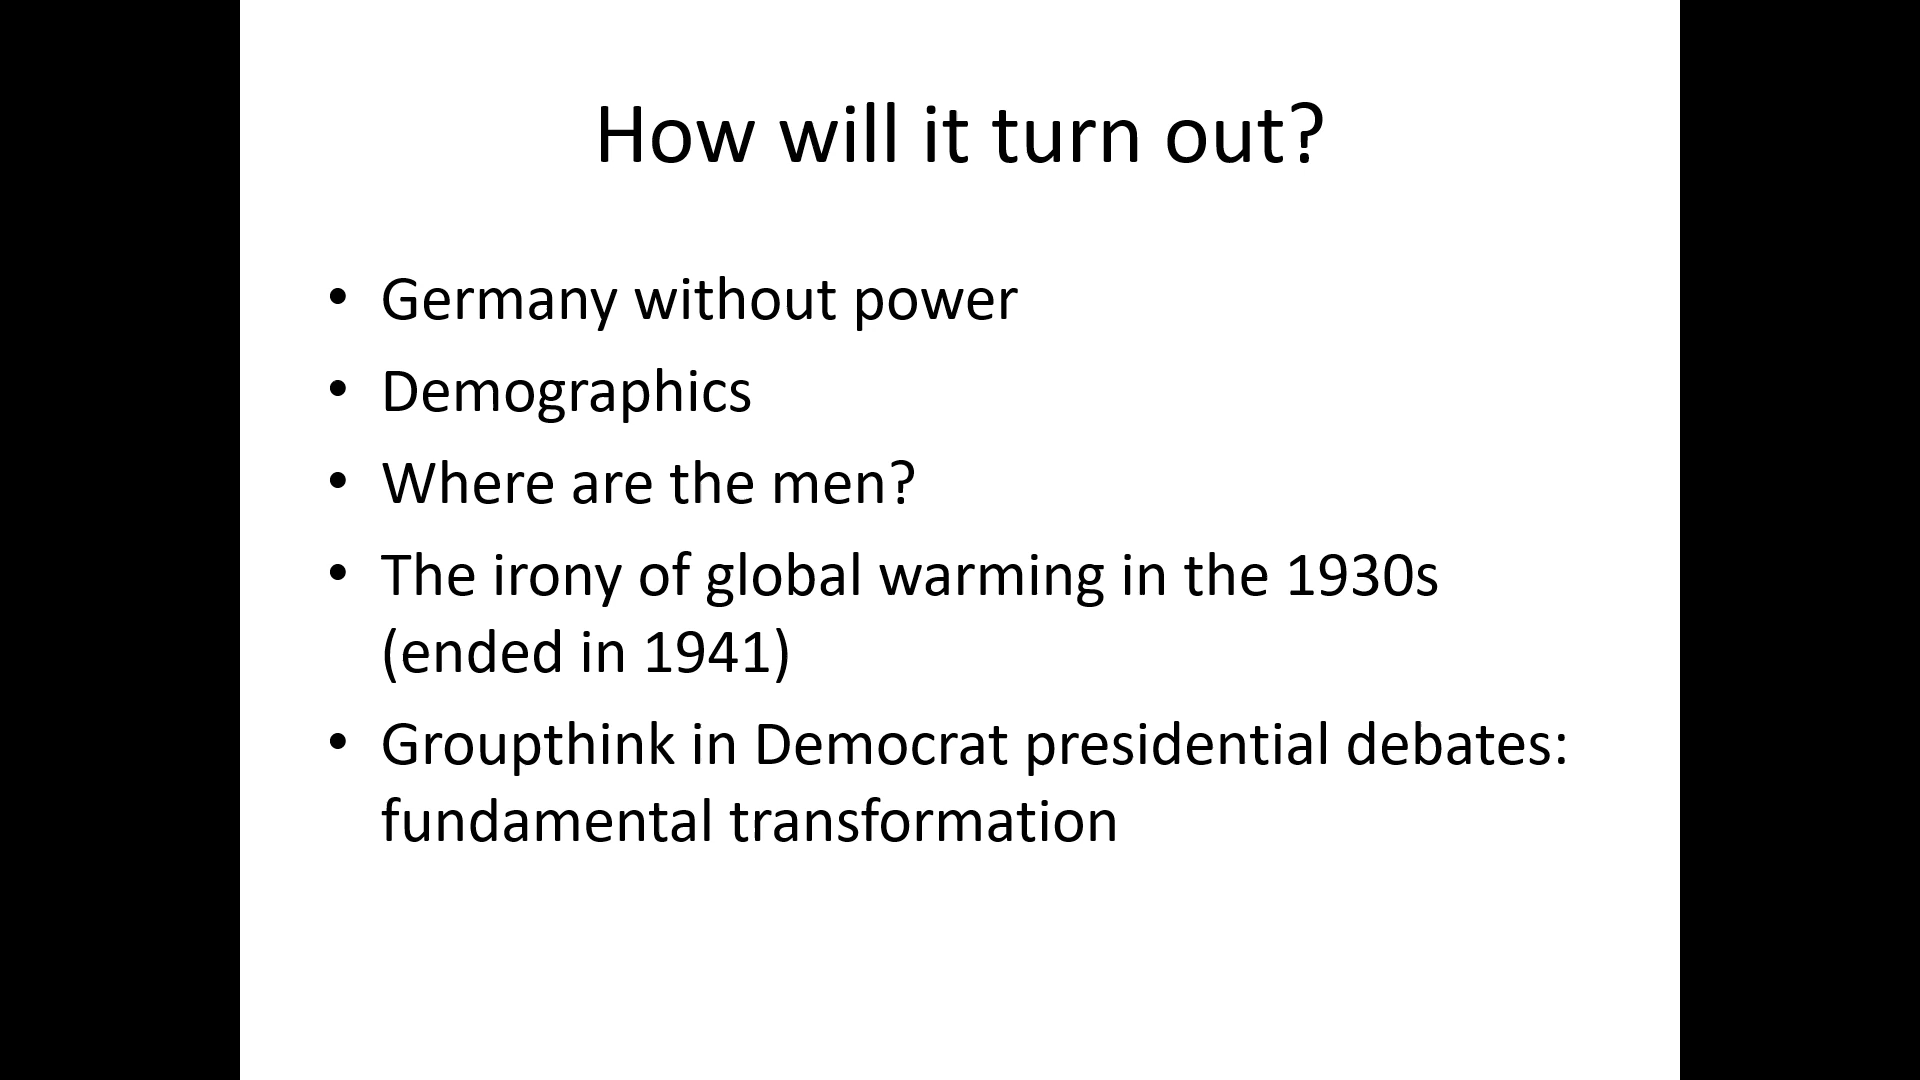 How will it turn out?
• Germany without power
• Demographics
• Where are the men?
• The irony of global warming in the 1930s
(ended in 1941)
• Groupthink in Democrat presidential debates:
fundamental transformation